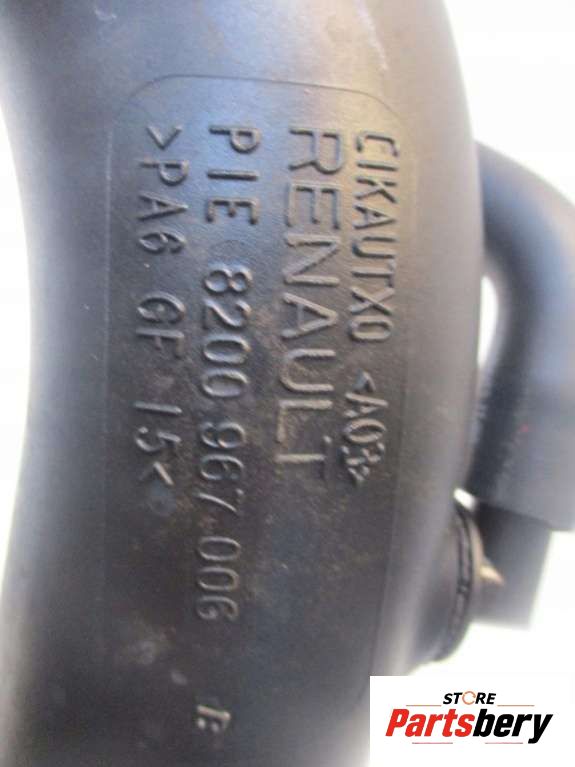 CIKAUTXO <A03>
RENAULT
PIE 8200 967 006
>PA6 GF 15<
STORE
Partsbery